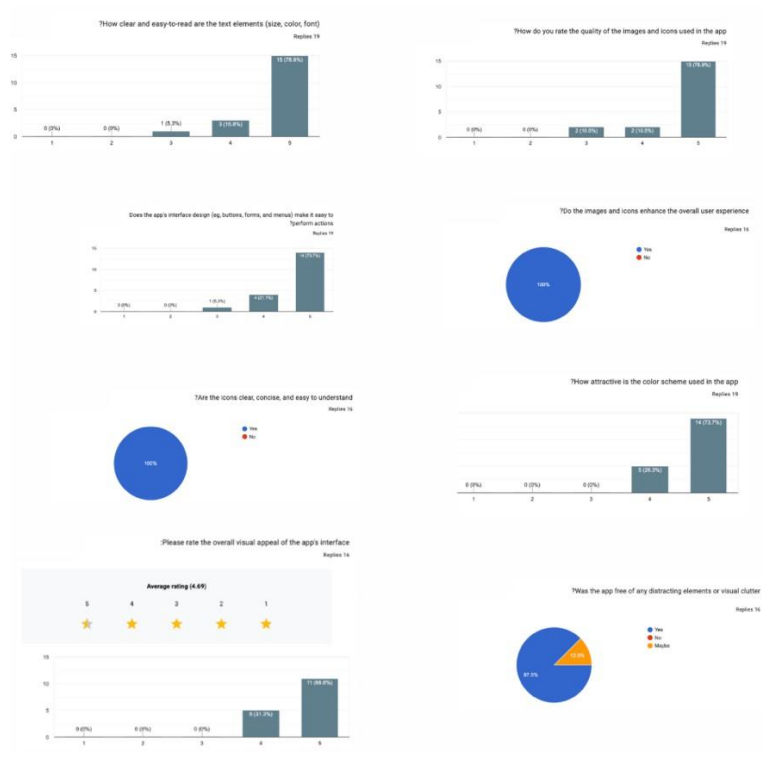 ?How clear and easy-to-read are the text elements (size, color, font)
Replies 19
15
10
5
0
0 (0%)
0 (0%)
1 (5.3%)
3 (15.8%)
15 (78.9%)
1
2
3
4
5
?How do you rate the quality of the images and icons used in the app
Replies 19
15
10
5
0
0 (0%)
0 (0%)
2 (10.5%)
2 (10.5%)
15 (78.9%)
1
2
3
4
5
Does the app's interface design (eg, buttons, forms, and menus) make it easy to
?perform actions
Replies 19
15
10
5
0
0 (0%)
0 (0%)
1 (5.3%)
4 (21.1%)
14 (73.7%)
1
2
3
4
5
?Do the images and icons enhance the overall user experience
Replies 16
Yes
No
100%
?Are the icons clear, concise, and easy to understand
Replies 16
Yes
No
100%
?How attractive is the color scheme used in the app
Replies 19
0 (0%)
0 (0%)
0 (0%)
5 (26.3%)
14 (73.7%)
1
2
3
4
5
:Please rate the overall visual appeal of the app's interface
Replies 16
Average rating (4.69)
5 4 3 2 1
15
10
5
0
0 (0%)
0 (0%)
0 (0%)
5 (31.3%)
11 (68.8%)
1
2
3
4
5
?Was the app free of any distracting elements or visual clutter
Replies 16
Yes
No
Maybe
12.5%
87.5%